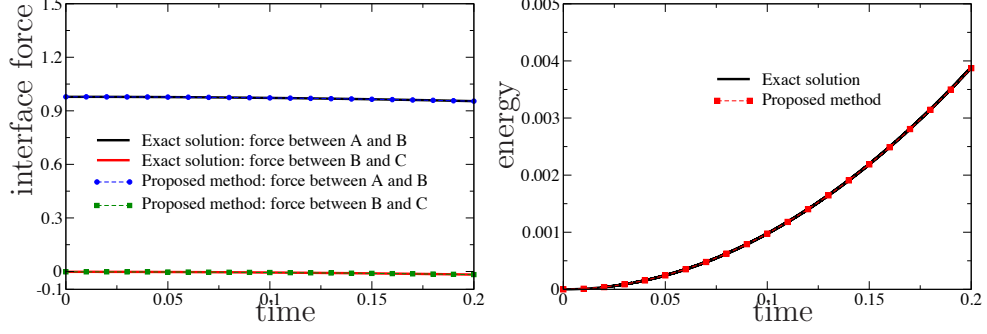 1.5
1.2
0.9
0.6
0.3
0
-0.1
interface force
Exact solution: force between A and B
Exact solution: force between B and C
Proposed method: force between A and B
Proposed method: force between B and C
0
0.05
0.1
0.15
0.2
time
0.005
0.004
0.003
0.002
0.001
0
energy
Exact solution
Proposed method
0
0.05
0.1
0.15
0.2
time